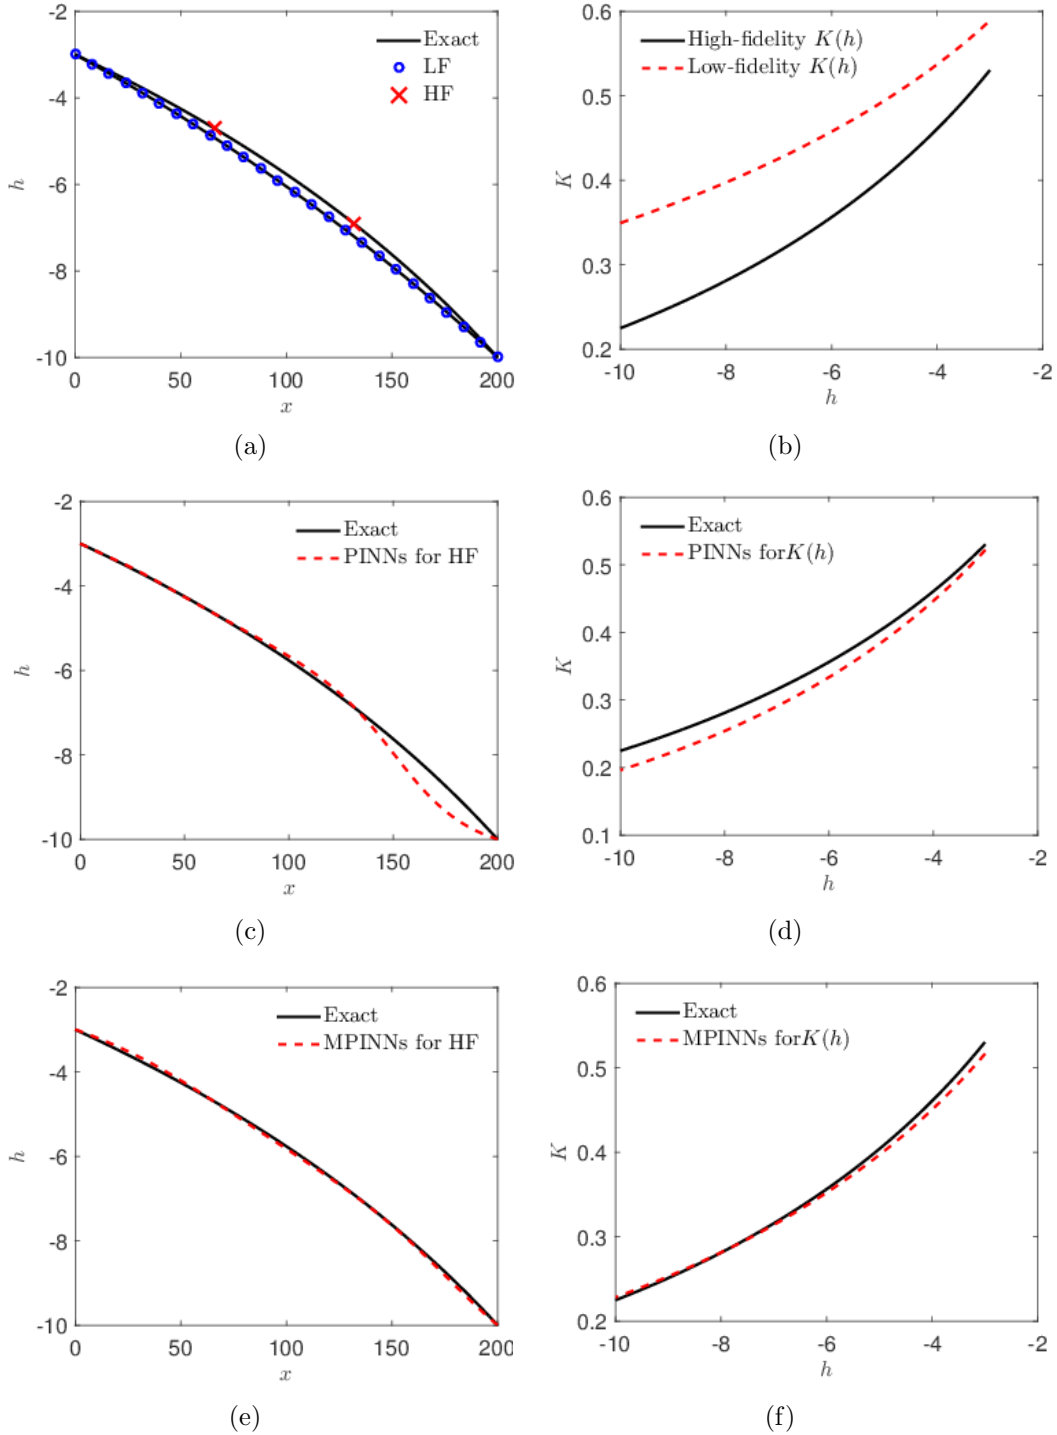 -2
-4
-6
-8
-10
0
50
100
150
200
h
x
Exact
LF
HF
(a)
0.6
0.5
0.4
0.3
0.2
-10
-8
-6
-4
-2
K
h
High-fidelity K(h)
Low-fidelity K(h)
(b)
-2
-4
-6
-8
-10
0
50
100
150
200
h
x
Exact
PINNs for HF
(c)
0.6
0.5
0.4
0.3
0.2
0.1
-10
-8
-6
-4
-2
K
h
Exact
PINNs forK(h)
(d)
-2
-4
-6
-8
-10
0
50
100
150
200
h
x
Exact
MPINNs for HF
(e)
0.6
0.5
0.4
0.3
0.2
-10
-8
-6
-4
-2
K
h
Exact
MPINNs forK(h)
(f)